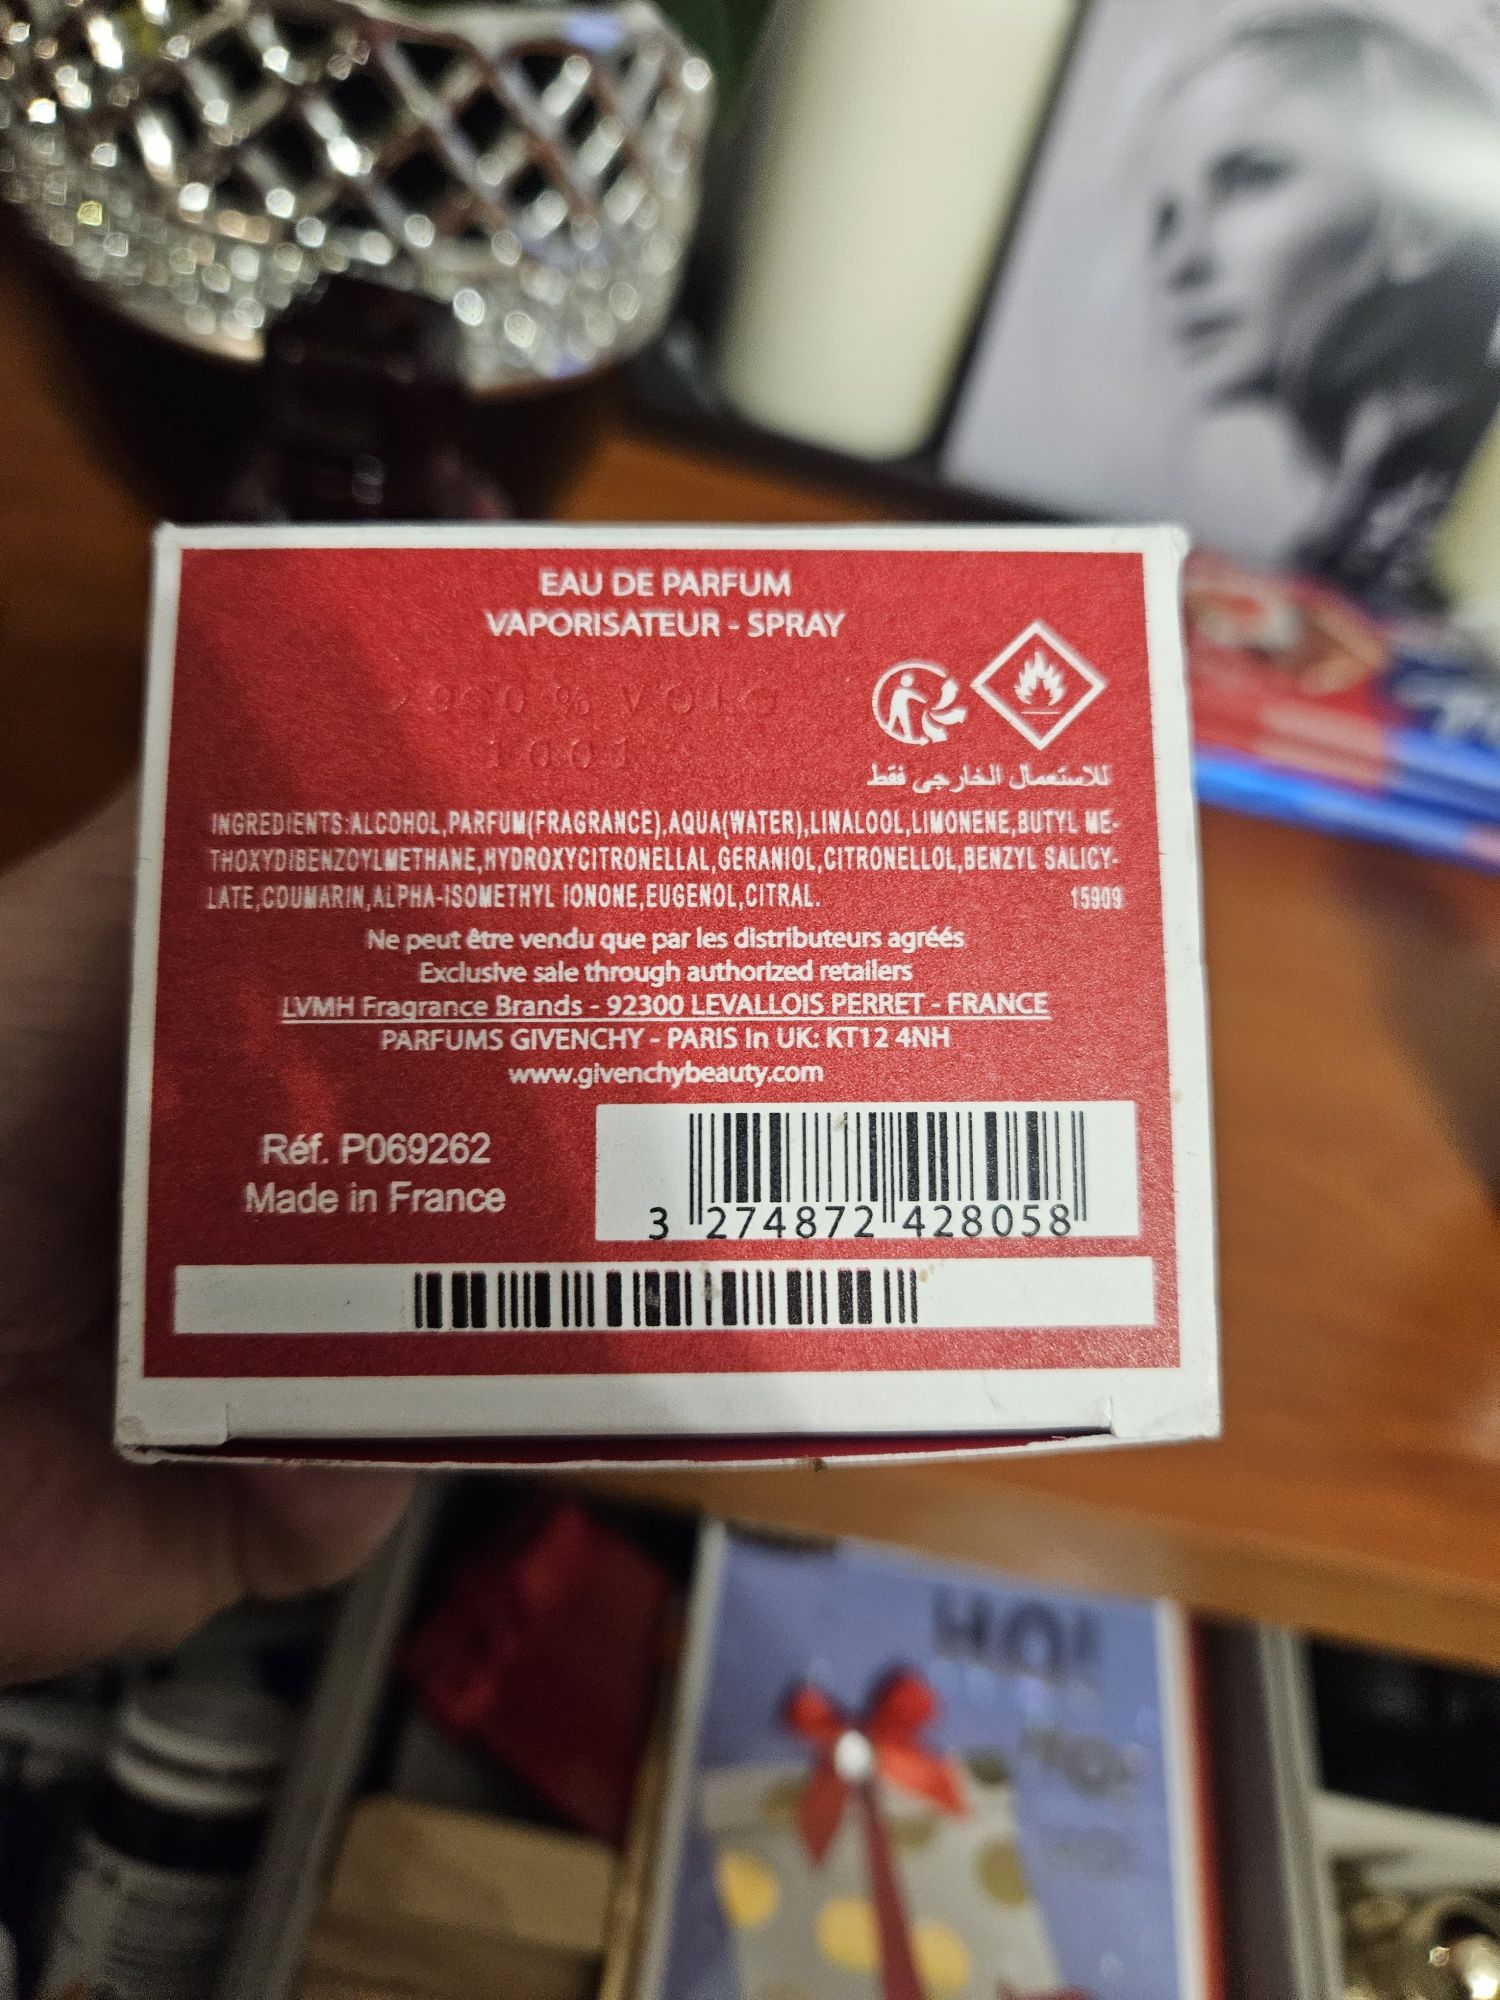 EAU DE PARFUM
VAPORISATEUR - SPRAY
للاستعمال الخارجي فقط
INGREDIENTS:ALCOHOL,PARFUM(FRAGRANCE),AQUA(WATER),LINALOOL,LIMONENE,BUTYL ME-
THOXYDIBENZOYLMETHANE,HYDROXYCITRONELLAL,GERANIOL,CITRONELLOL,BENZYL SALICY-
LATE,COUMARIN,ALPHA-ISOMETHYL IONONE,EUGENOL,CITRAL. 15909
Ne peut être vendu que par les distributeurs agréés
Exclusive sale through authorized retailers
LVMH Fragrance Brands - 92300 LEVALLOIS PERRET - FRANCE
PARFUMS GIVENCHY - PARIS In UK: KT12 4NH
www.givenchybeauty.com
Réf. P069262
Made in France
3 274872 428058
HO!
HO!